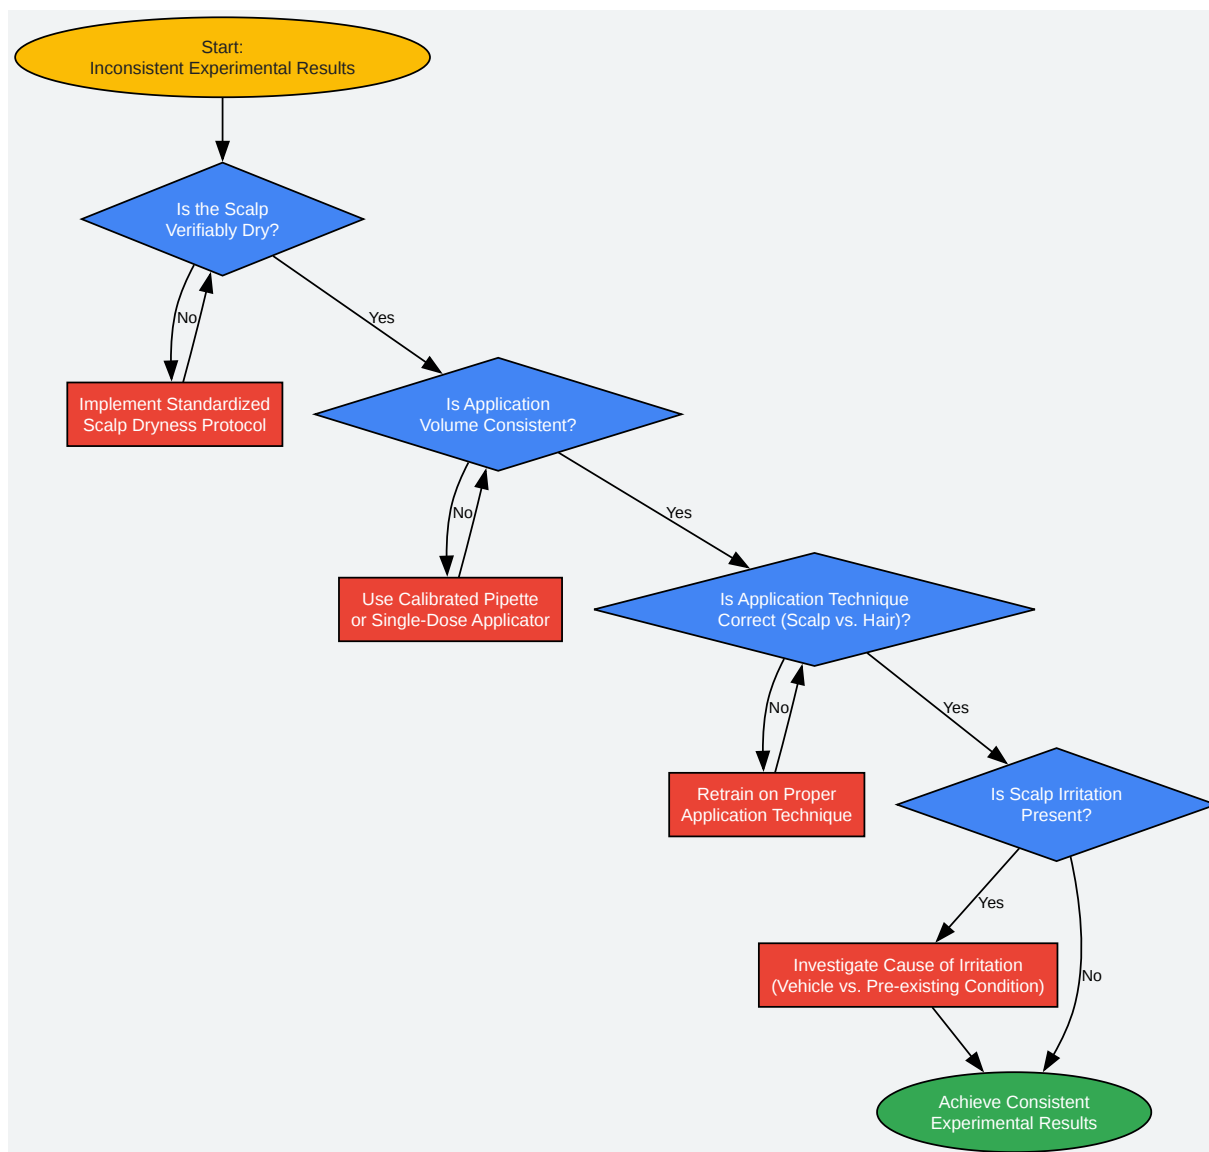 Start:
Inconsistent Experimental Results
Is the Scalp
Verifiably Dry?
No
Yes
Implement Standardized
Scalp Dryness Protocol
Is Application
Volume Consistent?
No
Yes
Use Calibrated Pipette
or Single-Dose Applicator
Is Application Technique
Correct (Scalp vs. Hair)?
No
Yes
Retrain on Proper
Application Technique
Is Scalp Irritation
Present?
Yes
Investigate Cause of Irritation
(Vehicle vs. Pre-existing Condition)
No
Achieve Consistent
Experimental Results